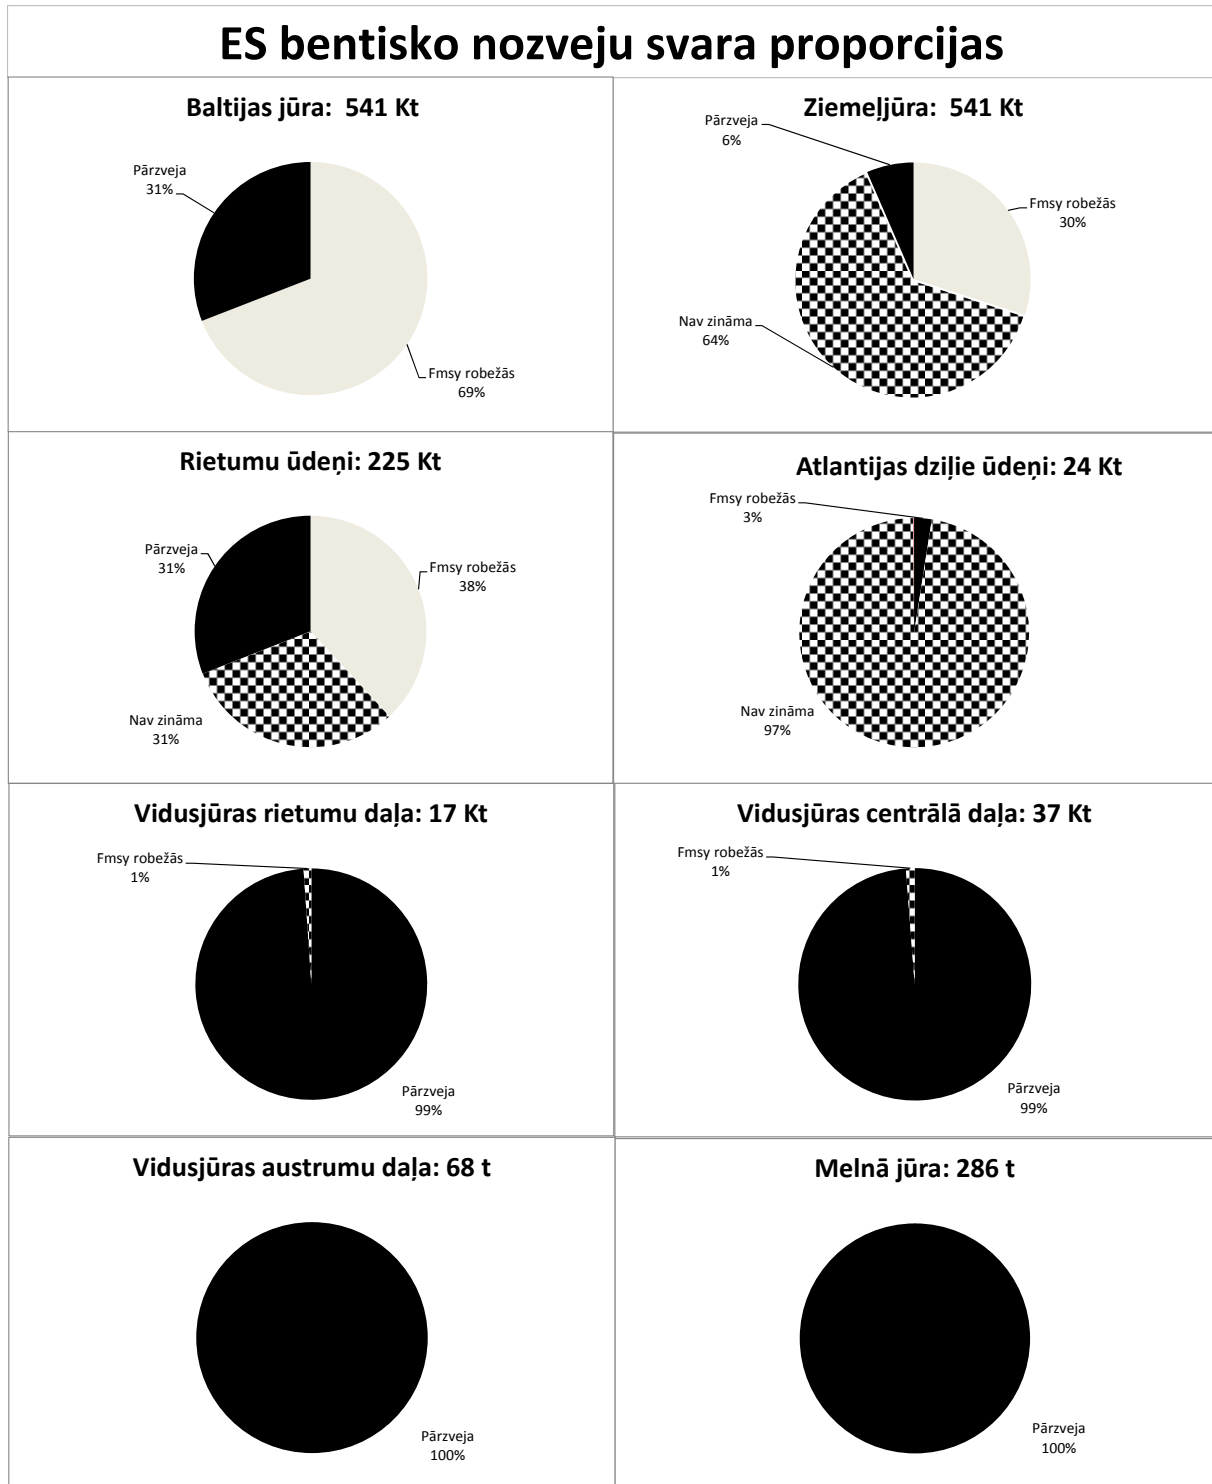 ES bentisko nozveju svara proporcijas
Baltijas jūra:  541 Kt
Pārzveja
31%
Fmsy robežās
69%
Ziemeļjūra: 541 Kt
Pārzveja
6%
Fmsy robežās
30%
Nav zināma
64%
Rietumu ūdeņi: 225 Kt
Pārzveja
31%
Fmsy robežās
38%
Nav zināma
31%
Atlantijas dziļie ūdeņi: 24 Kt
Fmsy robežās
3%
Nav zināma
97%
Vidusjūras rietumu daļa: 17 Kt
Fmsy robežās
1%
Pārzveja
99%
Vidusjūras centrālā daļa: 37 Kt
Fmsy robežās
1%
Pārzveja
99%
Vidusjūras austrumu daļa: 68 t
Pārzveja
100%
Melnā jūra: 286 t
Pārzveja
100%